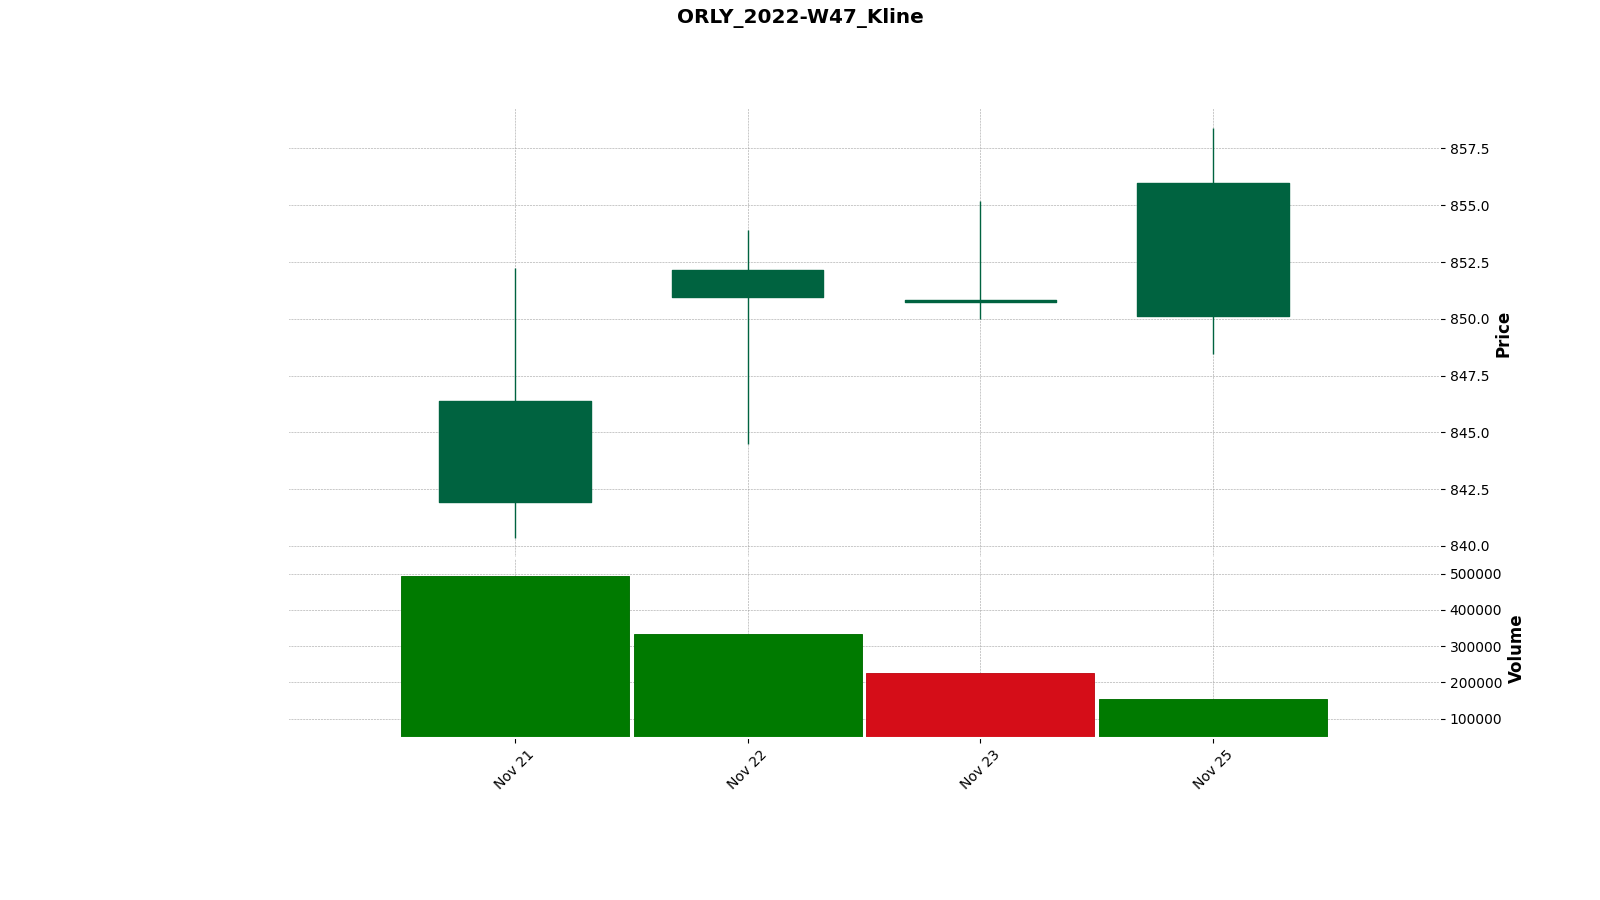 ORLY_2022-W47_Kline
857.5
855.0
852.5
850.0
847.5
845.0
842.5
840.0
Price
500000
400000
300000
200000
100000
Volume
Nov 21
Nov 22
Nov 23
Nov 25